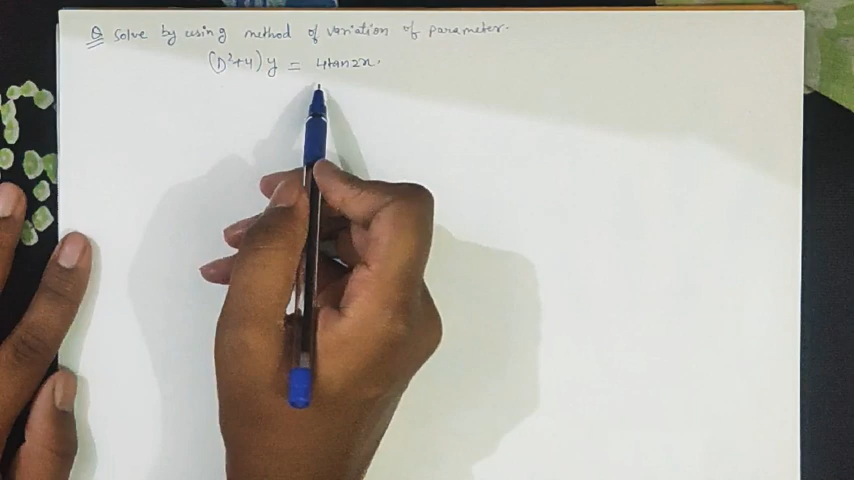 Q Solve by using method of variation of parameter.
(D²+4)y = 4tan2x.